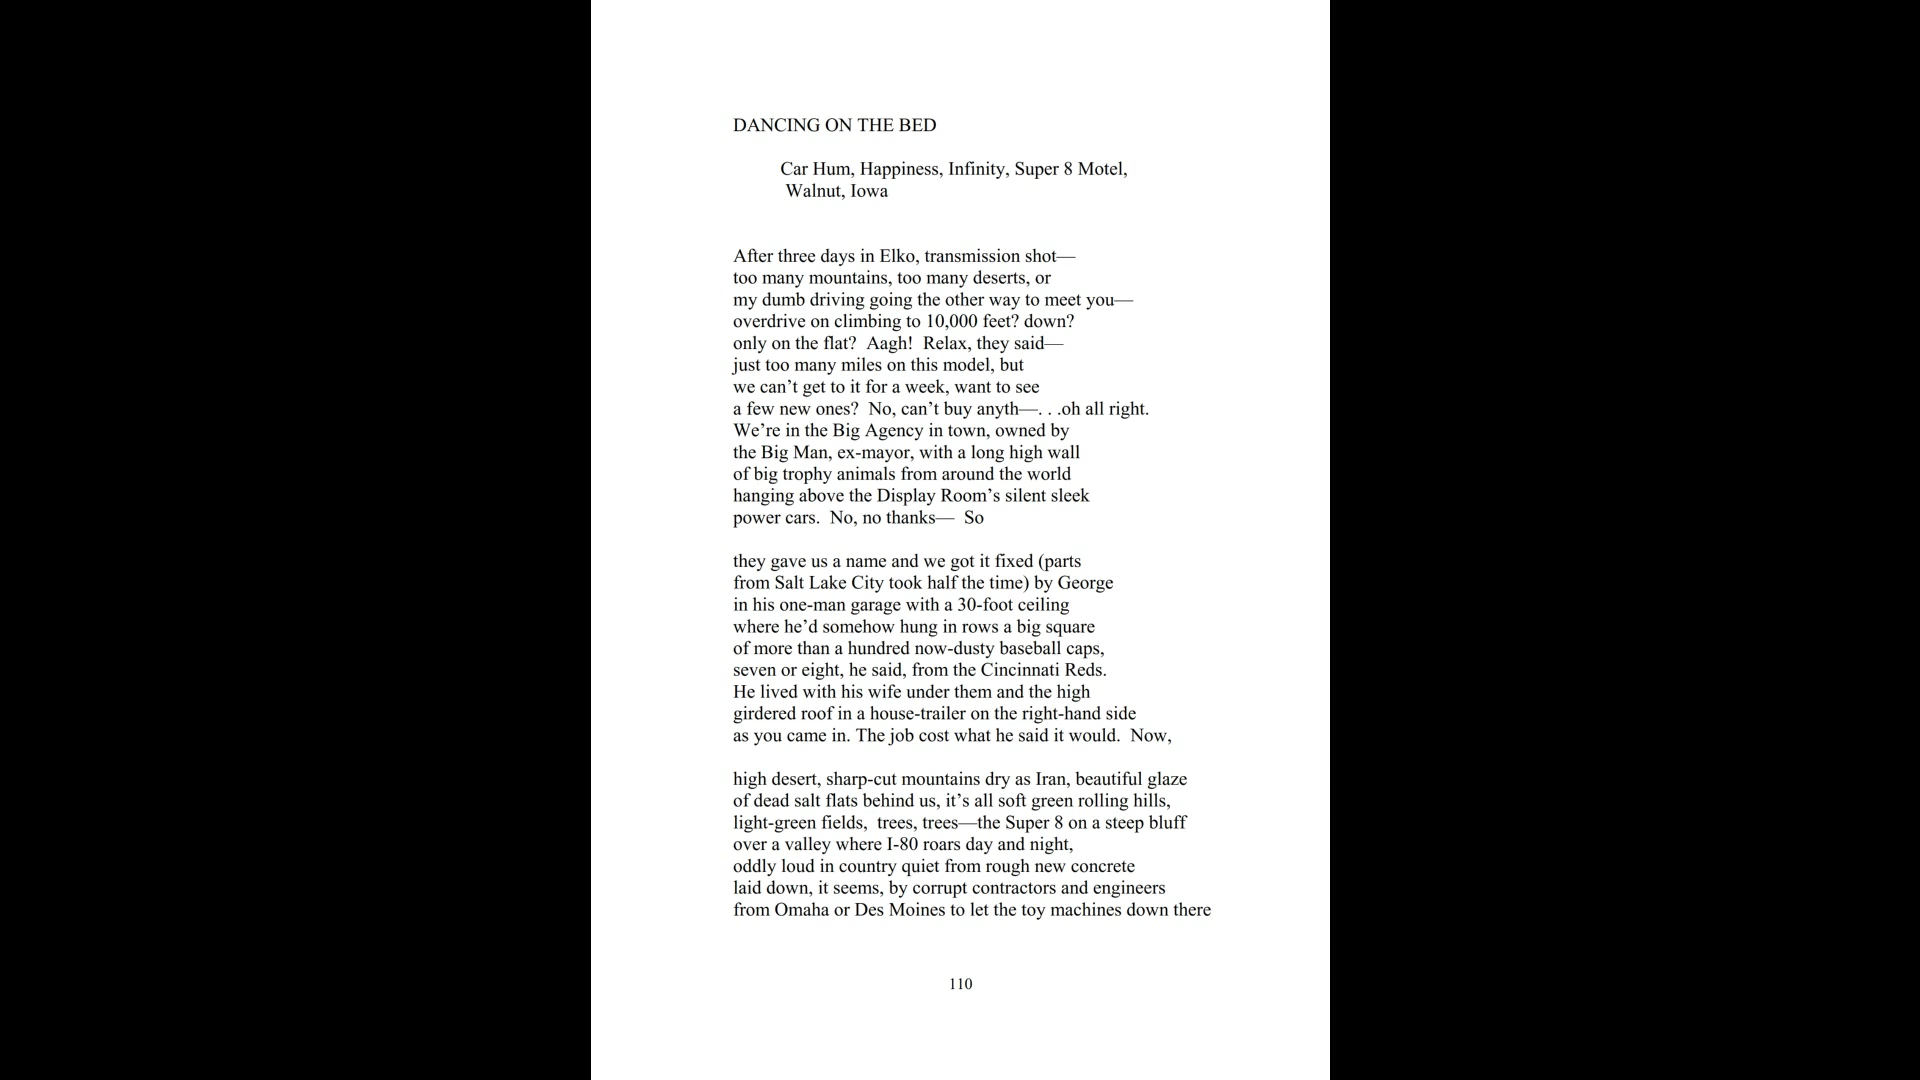 DANCING ON THE BED
Car Hum, Happiness, Infinity, Super 8 Motel,
Walnut, Iowa
After three days in Elko, transmission shot—
too many mountains, too many deserts, or
my dumb driving going the other way to meet you—
overdrive on climbing to 10,000 feet? down?
only on the flat?  Aagh!  Relax, they said—
just too many miles on this model, but
we can’t get to it for a week, want to see
a few new ones?  No, can’t buy anyth—. . .oh all right.
We’re in the Big Agency in town, owned by
the Big Man, ex-mayor, with a long high wall
of big trophy animals from around the world
hanging above the Display Room’s silent sleek
power cars.  No, no thanks—  So
they gave us a name and we got it fixed (parts
from Salt Lake City took half the time) by George
in his one-man garage with a 30-foot ceiling
where he’d somehow hung in rows a big square
of more than a hundred now-dusty baseball caps,
seven or eight, he said, from the Cincinnati Reds.
He lived with his wife under them and the high
girdered roof in a house-trailer on the right-hand side
as you came in. The job cost what he said it would.  Now,
high desert, sharp-cut mountains dry as Iran, beautiful glaze
of dead salt flats behind us, it’s all soft green rolling hills,
light-green fields,  trees, trees—the Super 8 on a steep bluff
over a valley where I-80 roars day and night,
oddly loud in country quiet from rough new concrete
laid down, it seems, by corrupt contractors and engineers
from Omaha or Des Moines to let the toy machines down there
110